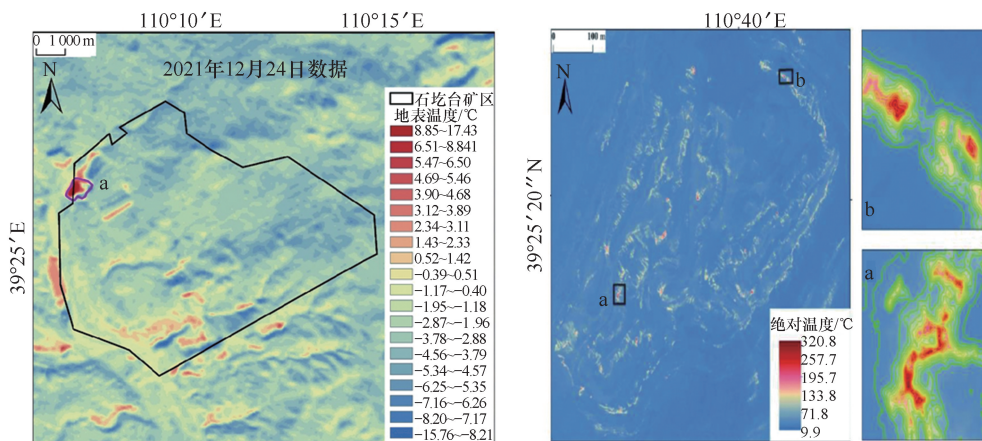 110°10′E
110°15′E
39°25′E
0 1 000 m
N
2021年12月24日数据
a
石圪台矿区
地表温度/℃
8.85~17.43
6.51~8.841
5.47~6.50
4.69~5.46
3.90~4.68
3.12~3.89
2.34~3.11
1.43~2.33
0.52~1.42
−0.39~0.51
−1.17~−0.40
−1.95~−1.18
−2.87~−1.96
−3.78~−2.88
−4.56~−3.79
−5.34~−4.57
−6.25~−5.35
−7.16~−6.26
−8.20~−7.17
−15.76~−8.21
110°40′E
39°25′20″N
0 100 m
N
b
a
绝对温度/℃
320.8
257.7
195.7
133.8
71.8
9.9
b
a